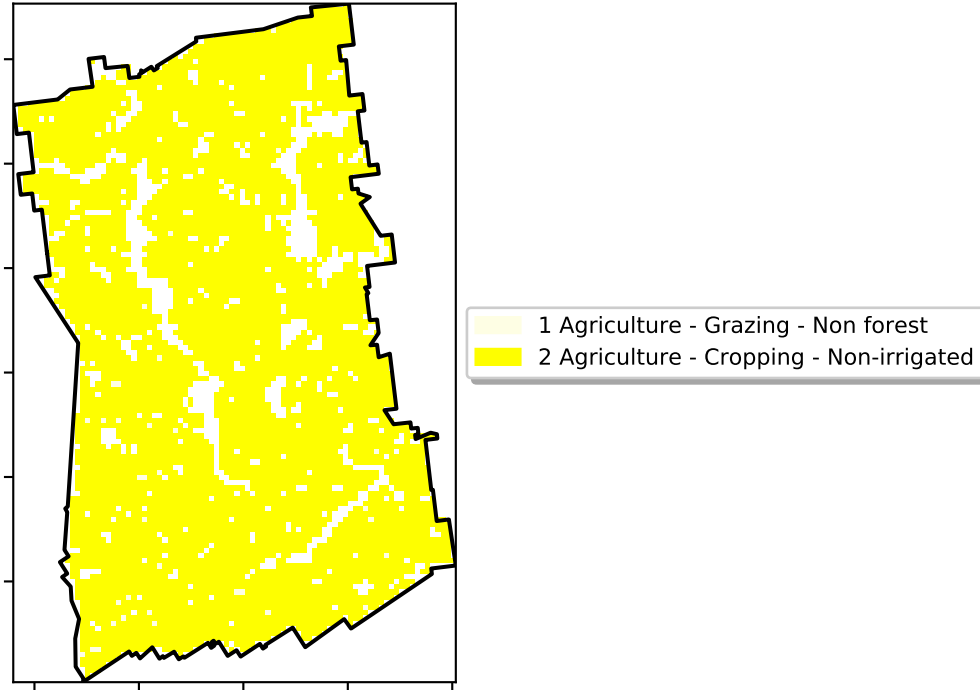 1 Agriculture - Grazing - Non forest
2 Agriculture - Cropping - Non-irrigated